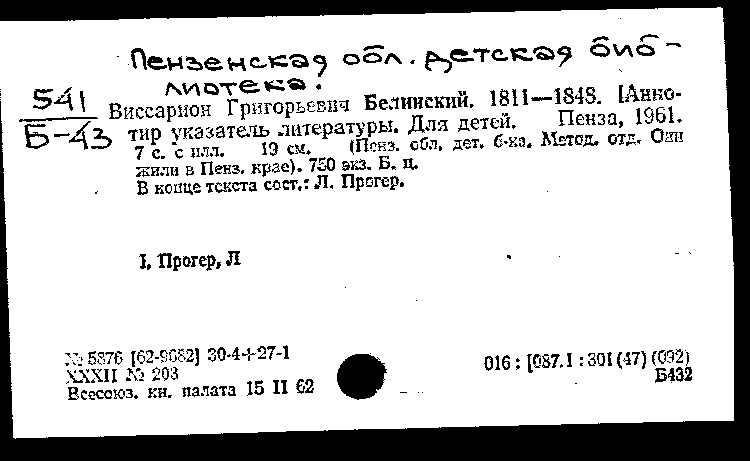 Пензенская обл. детская биб-
лиотека.
541
Б-43
Виссарион Григорьевич Белинский. 1811—1848. [Анно-
тир указатель литературы. Для детей. Пенза, 1961.
7 с. с илл. 19 см. (Пенз. обл. дет. б-ка. Метод. отд. Они
жили в Пенз. крае). 750 экз. Б. ц.
В конце текста сост.: Л. Прогер.
I. Прогер, Л
№ 5876 [62-9682] 30-4+27-1
XXXII № 203
Всесоюз. кн. палата 15 II 62
016 : [087.1 : 301 (47) (092)
Б432